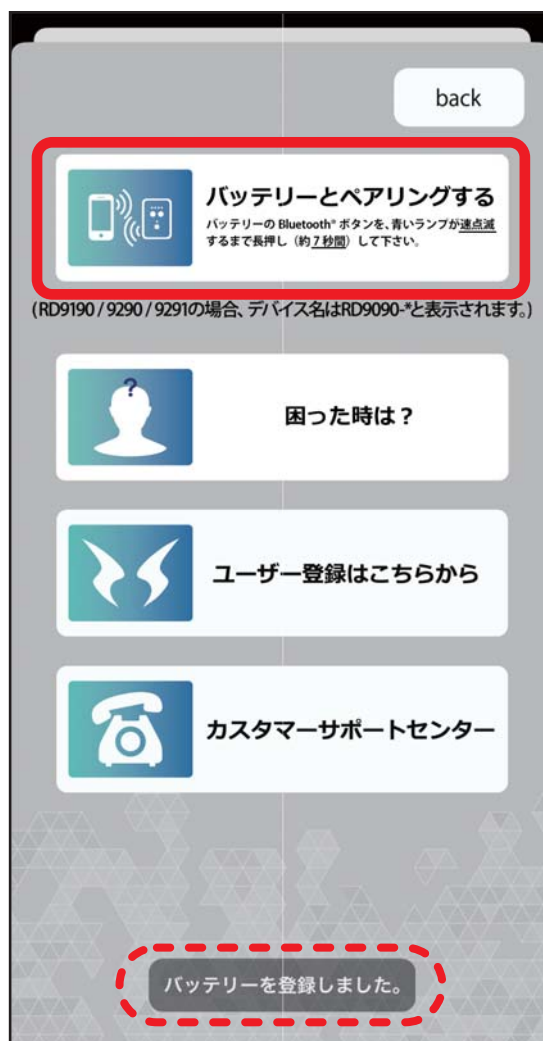 back
バッテリーとペアリングする
バッテリーの Bluetooth® ボタンを、青いランプが速点滅
するまで長押し（約7秒間）して下さい。
(RD9190 / 9290 / 9291の場合、デバイス名はRD9090-*と表示されます。)
?
困った時は？
ユーザー登録はこちらから
カスタマーサポートセンター
バッテリーを登録しました。